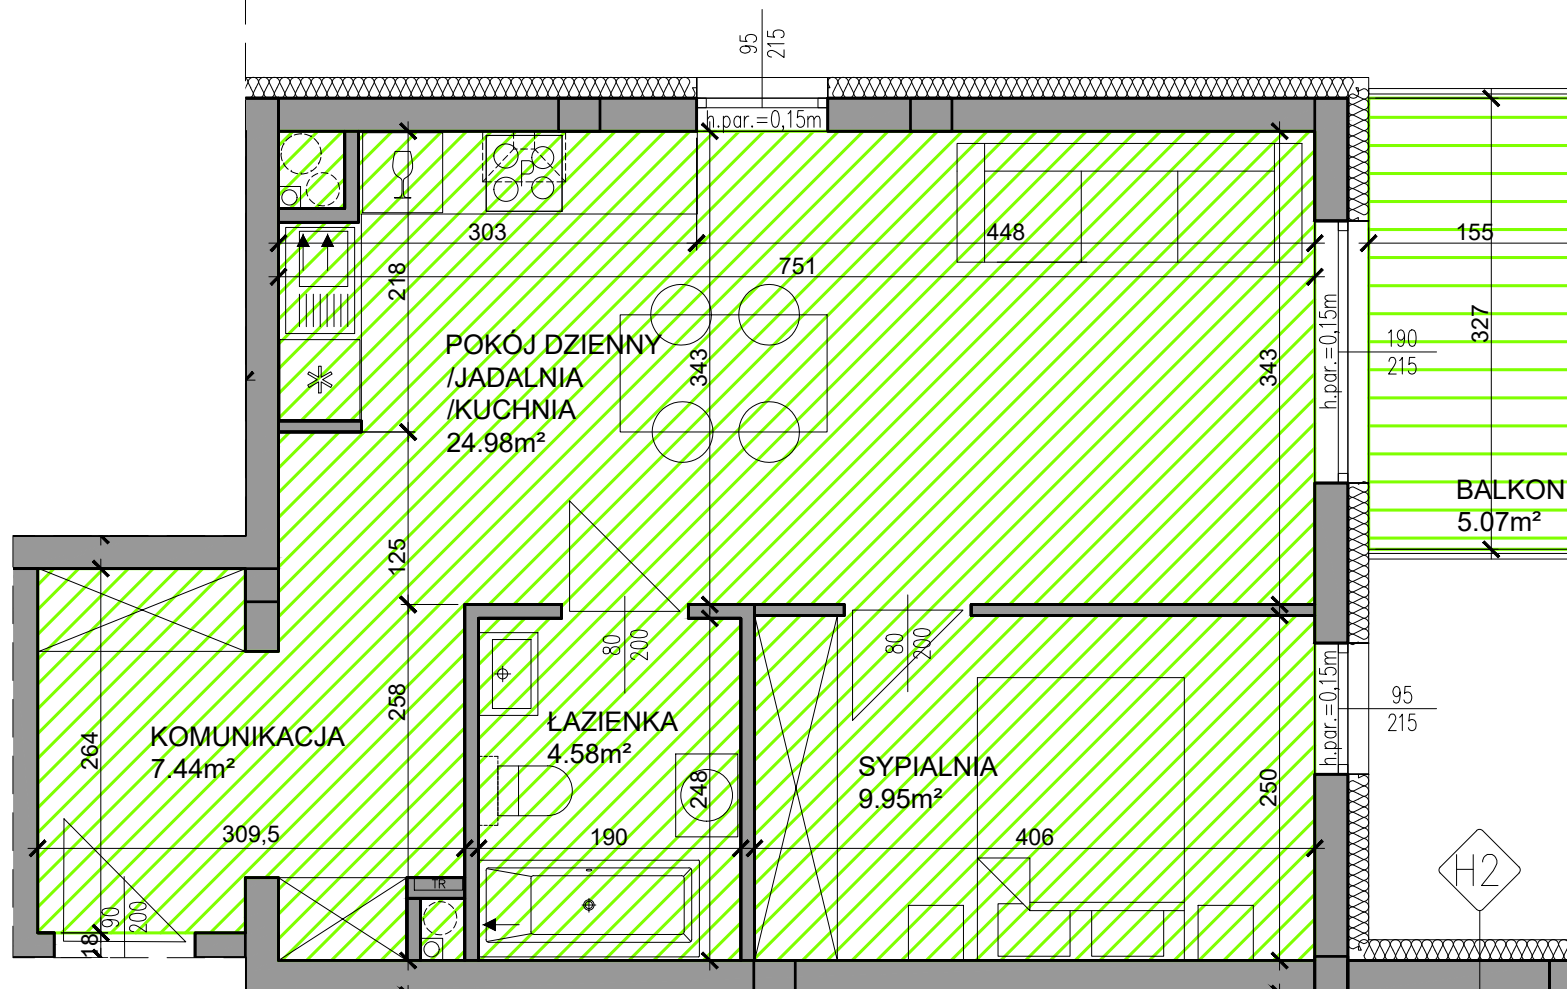 95
215
h.par.=0,15m
P
303
448
155
751
218
327
h.par.=0,15m
190
215
POKÓJ DZIENNY
/JADALNIA
/KUCHNIA
24.98m²
343
343
BALKON
5.07m²
125
80
200
80
200
258
h.par.=0,15m
95
215
KOMUNIKACJA
7.44m²
264
ŁAZIENKA
4.58m²
248
SYPIALNIA
9.95m²
250
309,5
190
406
H2
TR
90
200
18